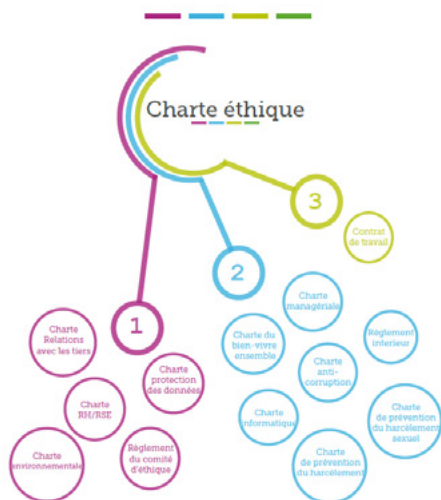 Charte éthique
1
Charte
Relations
avec les tiers
Charte
protection
des données
Charte
RH/RSE
Charte
environnementale
Règlement
du comité
d'éthique
2
Charte
managériale
Charte du
bien-vivre
ensemble
Règlement
interieur
Charte
anti-
corruption
Charte
informatique
Charte
de prévention
du harcèlement
sexuel
Charte
de prévention
du harcèlement
3
Contrat
de travail